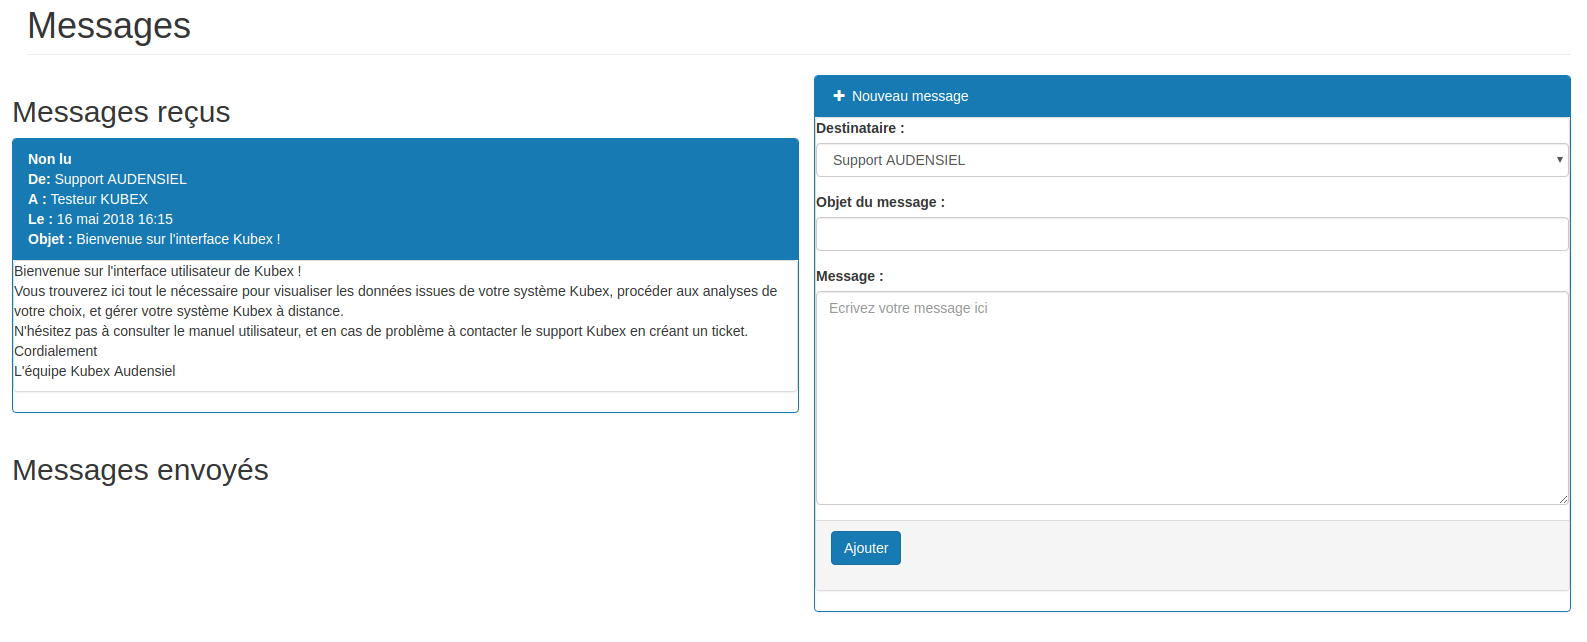 Messages
Messages reçus
Non lu
De: Support AUDENSIEL
A : Testeur KUBEX
Le : 16 mai 2018 16:15
Objet : Bienvenue sur l'interface Kubex !
Bienvenue sur l'interface utilisateur de Kubex !
Vous trouverez ici tout le nécessaire pour visualiser les données issues de votre système Kubex, procéder aux analyses de
votre choix, et gérer votre système Kubex à distance.
N'hésitez pas à consulter le manuel utilisateur, et en cas de problème à contacter le support Kubex en créant un ticket.
Cordialement
L'équipe Kubex Audensiel
Messages envoyés
Nouveau message
Destinataire :
Support AUDENSIEL
Objet du message :
Message :
Ecrivez votre message ici
Ajouter